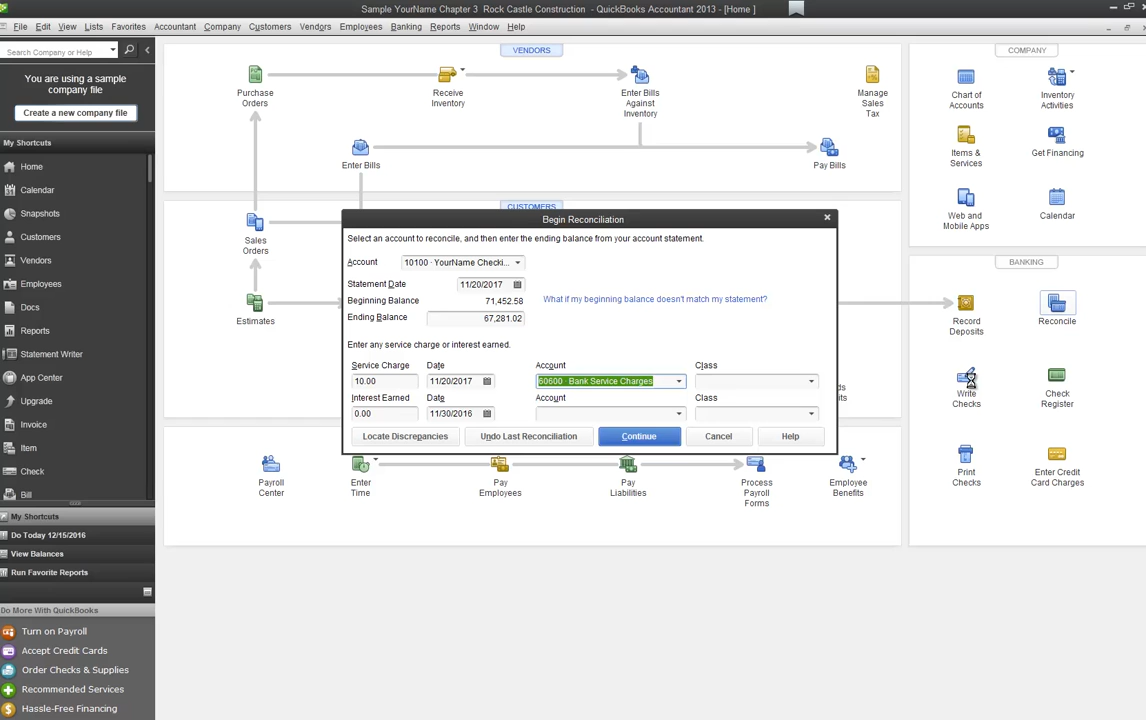 Sample YourName Chapter 3  Rock Castle Construction  - QuickBooks Accountant 2013 - [Home ]
File Edit View Lists Favorites Accountant Company Customers Vendors Employees Banking Reports Window Help
Search Company or Help
You are using a sample
company file
Create a new company file
My Shortcuts
Home
Calendar
Snapshots
Customers
Vendors
Employees
Docs
Reports
Statement Writer
App Center
Upgrade
Invoice
Item
Check
Bill
My Shortcuts
Do Today 12/15/2016
View Balances
Run Favorite Reports
Do More With QuickBooks
Turn on Payroll
Accept Credit Cards
Order Checks & Supplies
Recommended Services
Hassle-Free Financing
VENDORS
Purchase
Orders
Receive
Inventory
Enter Bills
Against
Inventory
Manage
Sales
Tax
Enter Bills
Pay Bills
CUSTOMERS
Sales
Orders
Estimates
Begin Reconciliation
Select an account to reconcile, and then enter the ending balance from your account statement.
Account 10100 · YourName Checki...
Statement Date 11/20/2017
Beginning Balance 71,452.58 What if my beginning balance doesn't match my statement?
Ending Balance 67,281.02
Enter any service charge or interest earned.
Service Charge Date Account Class
10.00 11/20/2017 60600 · Bank Service Charges
Interest Earned Date Account Class
0.00 11/30/2016
Locate Discrepancies Undo Last Reconciliation Continue Cancel Help
Payroll
Center
Enter
Time
Pay
Employees
Pay
Liabilities
Process
Payroll
Forms
Employee
Benefits
COMPANY
Chart of
Accounts
Inventory
Activities
Items &
Services
Get Financing
Web and
Mobile Apps
Calendar
BANKING
Record
Deposits
Reconcile
Write
Checks
Check
Register
Print
Checks
Enter Credit
Card Charges